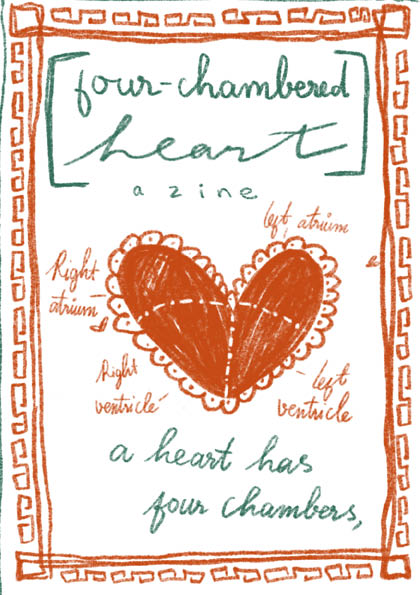 [four-chambered
heart]
a zine
left atrium
Right
atrium
Right
ventricle
left
ventricle
a heart has
four chambers,